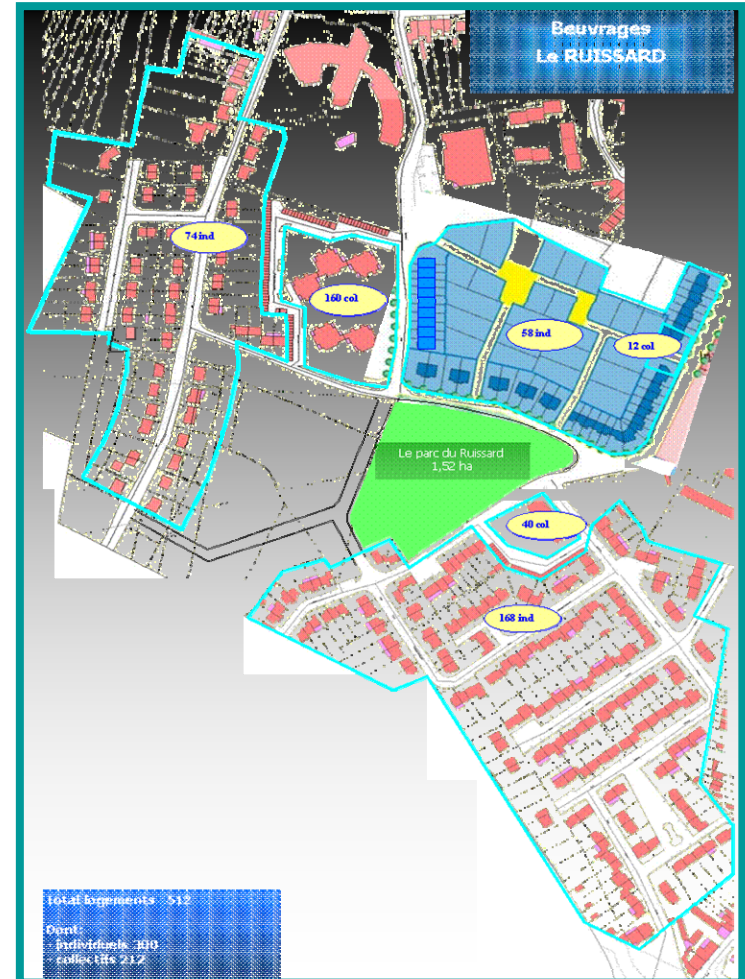 Beuvrages
Le RUISSARD
74 ind
160 col
58 ind
12 col
Le parc du Ruissard
1,52 ha
40 col
168 ind
total logements 512
Dont:
- individuels 300
- collectifs 212